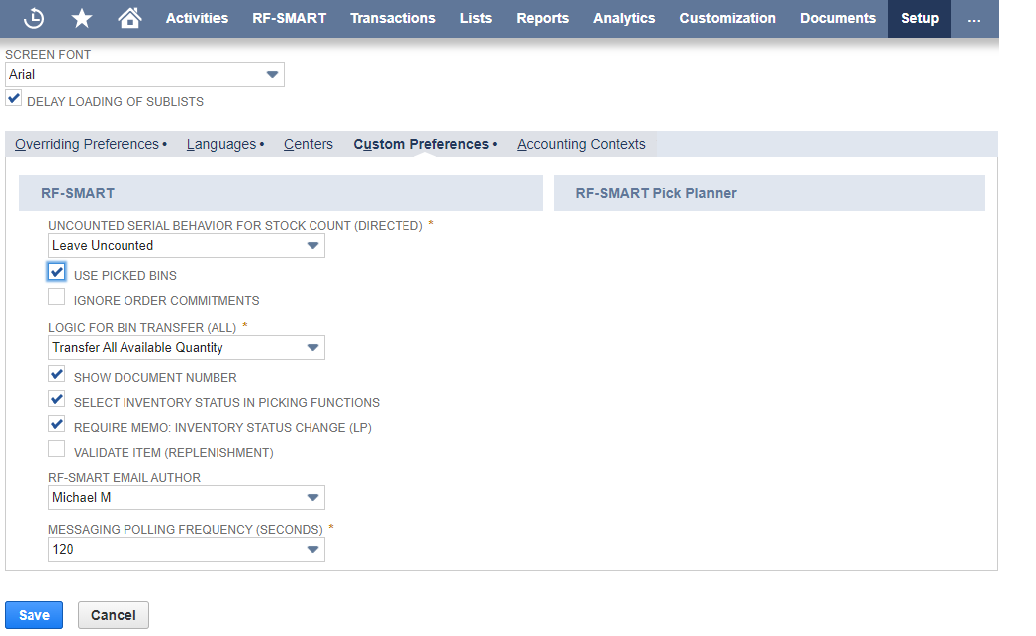 Activities RF-SMART Transactions Lists Reports Analytics Customization Documents Setup ...
SCREEN FONT
Arial
DELAY LOADING OF SUBLISTS
Overriding Preferences • Languages • Centers Custom Preferences • Accounting Contexts
RF-SMART RF-SMART Pick Planner
UNCOUNTED SERIAL BEHAVIOR FOR STOCK COUNT (DIRECTED) *
Leave Uncounted
USE PICKED BINS
IGNORE ORDER COMMITMENTS
LOGIC FOR BIN TRANSFER (ALL) *
Transfer All Available Quantity
SHOW DOCUMENT NUMBER
SELECT INVENTORY STATUS IN PICKING FUNCTIONS
REQUIRE MEMO: INVENTORY STATUS CHANGE (LP)
VALIDATE ITEM (REPLENISHMENT)
RF-SMART EMAIL AUTHOR
Michael M
MESSAGING POLLING FREQUENCY (SECONDS) *
120
Save Cancel